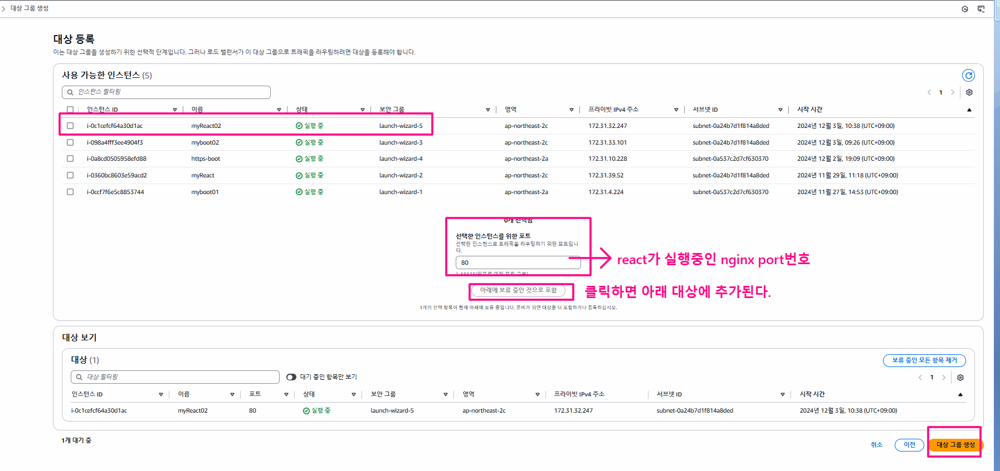 대상 그룹 생성
대상 등록
이는 대상 그룹을 생성하기 위한 선택적 단계입니다. 그러나 로드 밸런서가 이 대상 그룹으로 트래픽을 라우팅하려면 대상을 등록해야 합니다.
사용 가능한 인스턴스 (5)
인스턴스 필터링
1
인스턴스 ID 이름 상태 보안 그룹 영역 프라이빗 IPv4 주소 서브넷 ID 시작 시간
i-0c1cefcf64a30d1ac myReact02 실행 중 launch-wizard-5 ap-northeast-2c 172.31.32.247 subnet-0a24b7d1f814a8ded 2024년 12월 3일, 10:38 (UTC+09:00)
i-098a4fff3ee4904f3 myboot02 실행 중 launch-wizard-3 ap-northeast-2c 172.31.33.101 subnet-0a24b7d1f814a8ded 2024년 12월 3일, 09:26 (UTC+09:00)
i-0a8cd0505958efd88 https-boot 실행 중 launch-wizard-4 ap-northeast-2a 172.31.10.228 subnet-0a537c2d7cf630370 2024년 12월 2일, 19:09 (UTC+09:00)
i-0360bc8603e59acd2 myReact 실행 중 launch-wizard-2 ap-northeast-2c 172.31.39.52 subnet-0a24b7d1f814a8ded 2024년 11월 29일, 11:18 (UTC+09:00)
i-0ccf7f6e5c8853744 myboot01 실행 중 launch-wizard-1 ap-northeast-2a 172.31.4.224 subnet-0a537c2d7cf630370 2024년 11월 27일, 14:53 (UTC+09:00)
0개 선택됨
선택한 인스턴스를 위한 포트
선택한 인스턴스로 트래픽을 라우팅하기 위한 포트입니
다.
80
react가 실행중인 nginx port번호
1-65535(쉼표로 여러 포트 구분)
아래에 보류 중인 것으로 포함
클릭하면 아래 대상에 추가된다.
1개의 선택 항목이 현재 아래에 보류 중입니다. 준비가 되면 대상을 더 포함하거나 등록하십시오.
대상 보기
대상 (1)
보류 중인 모든 항목 제거
대상 필터링
대기 중인 항목만 보기
1
인스턴스 ID 이름 포트 상태 보안 그룹 영역 프라이빗 IPv4 주소 서브넷 ID 시작 시간
i-0c1cefcf64a30d1ac myReact02 80 실행 중 launch-wizard-5 ap-northeast-2c 172.31.32.247 subnet-0a24b7d1f814a8ded 2024년 12월 3일, 10:38 (UTC+09:00)
1개 대기 중
취소
이전
대상 그룹 생성